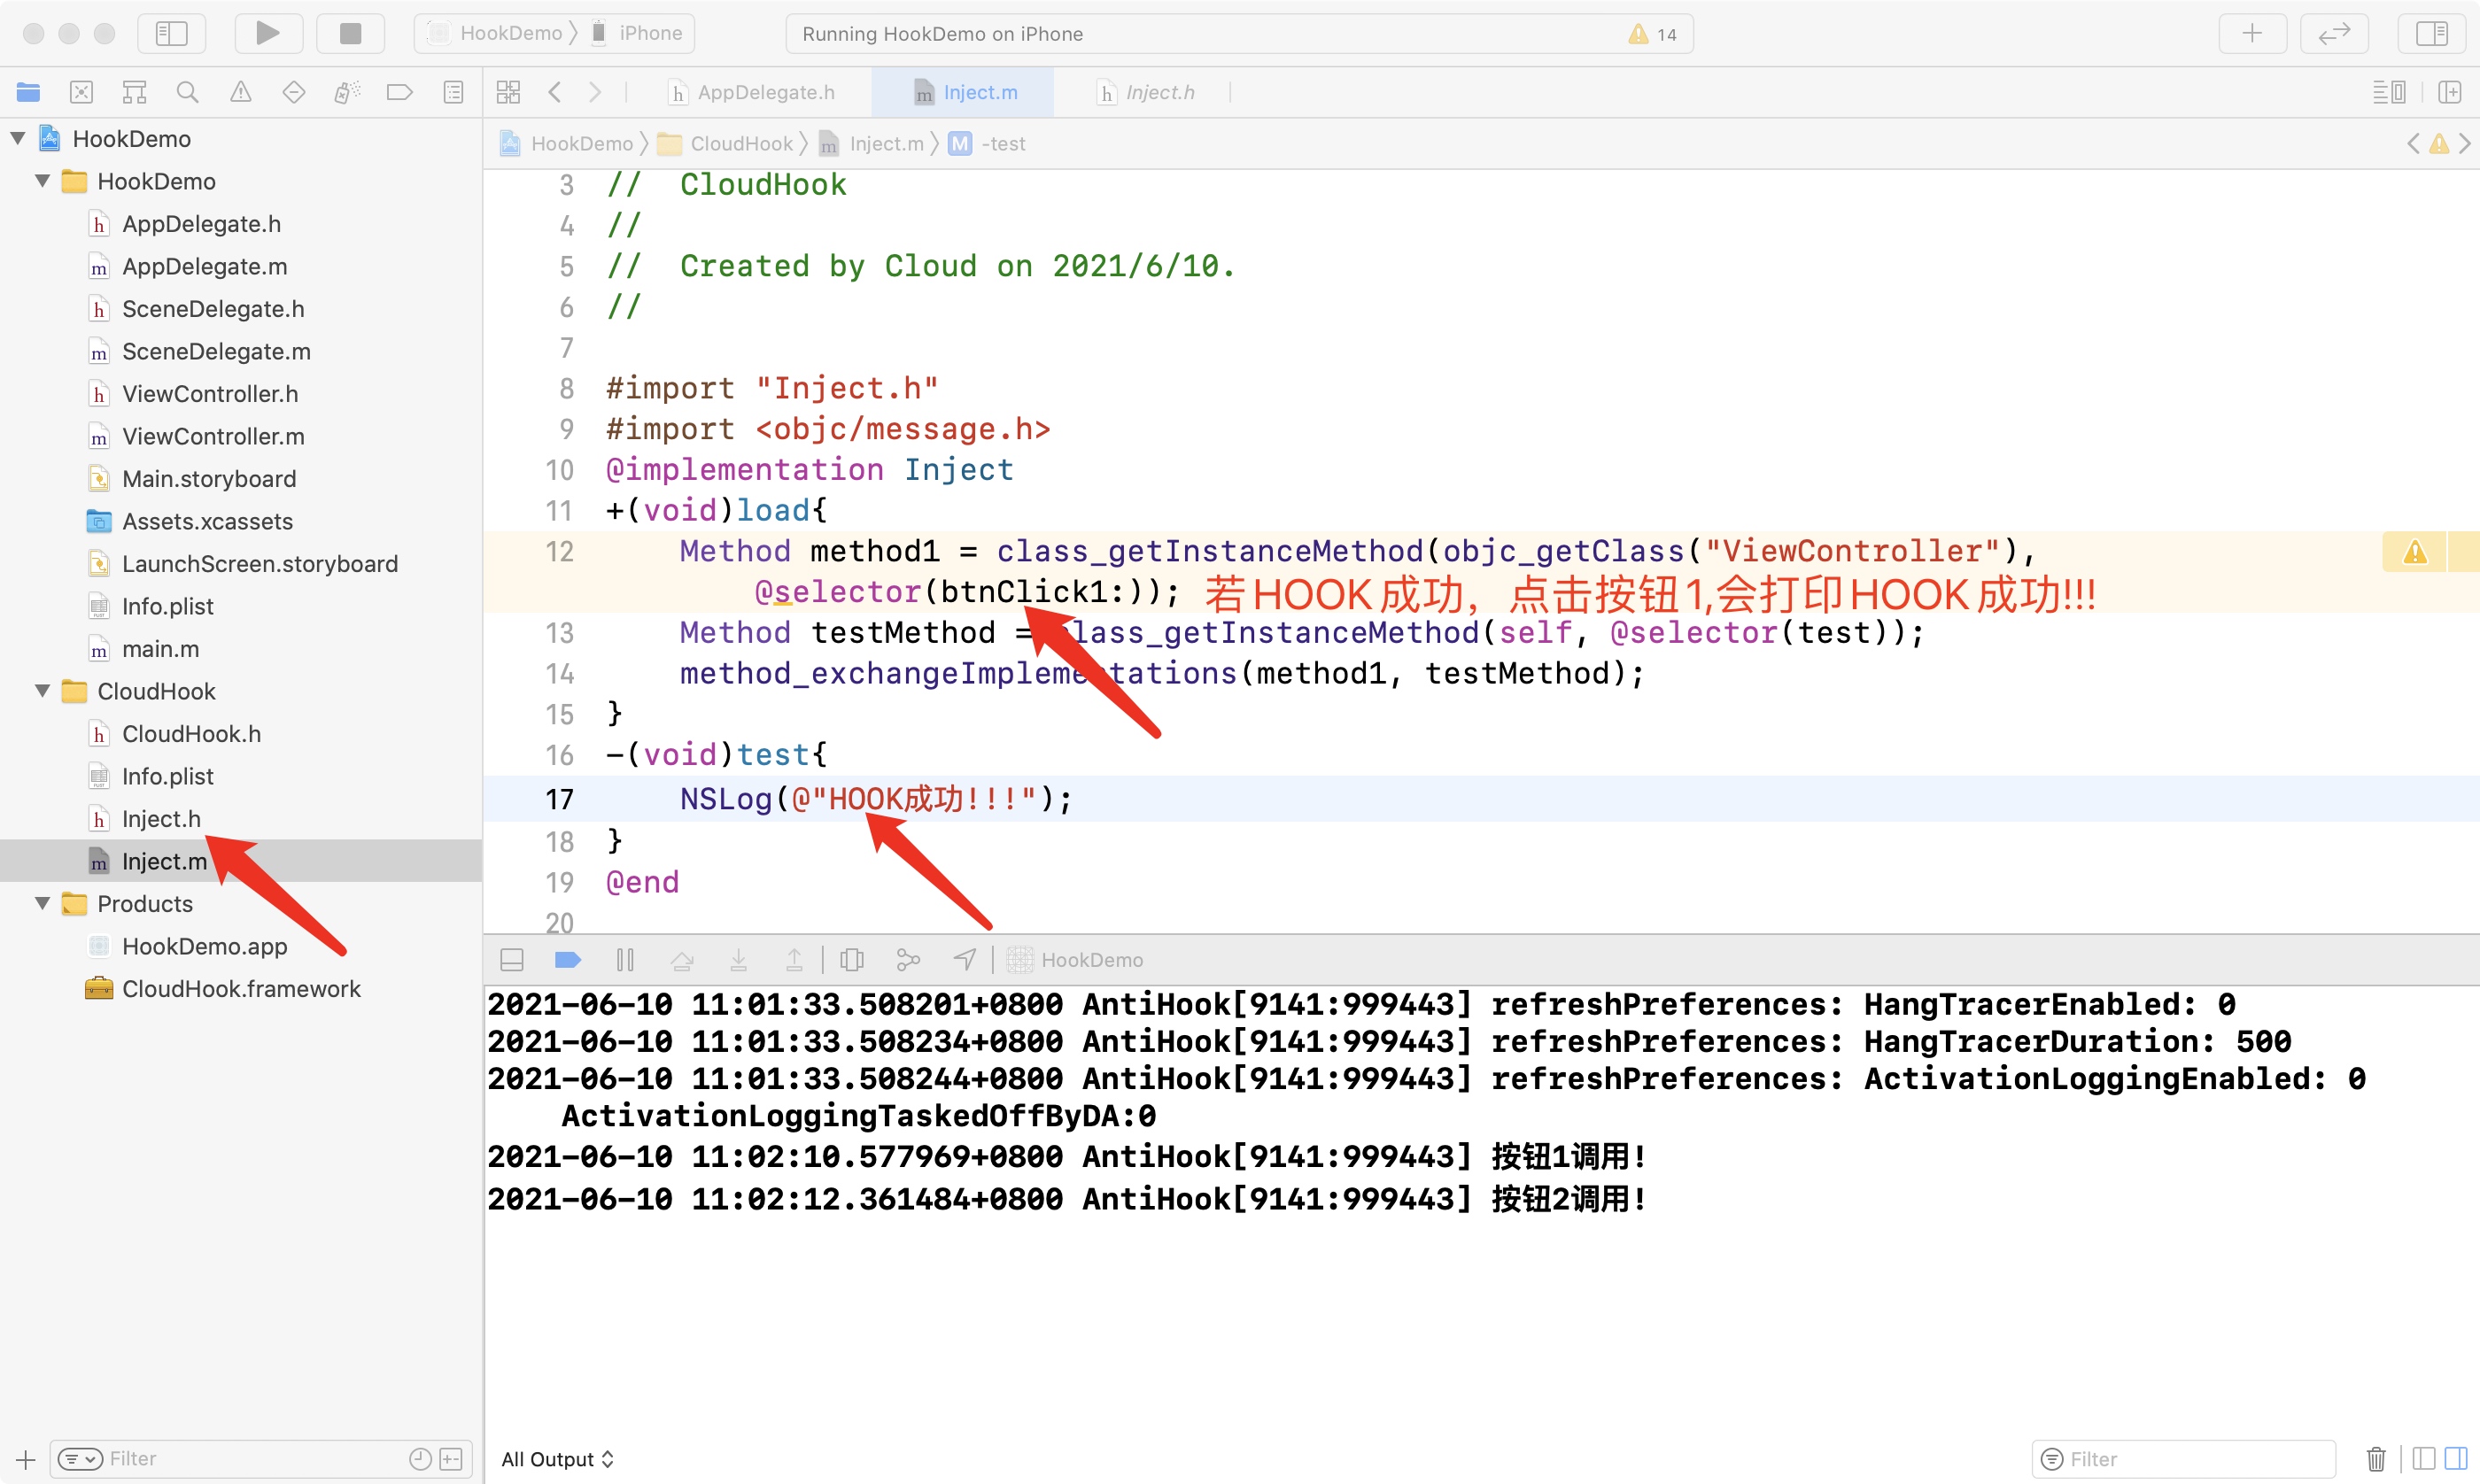 HookDemo 〉 iPhone
Running HookDemo on iPhone
14
AppDelegate.h
Inject.m
Inject.h
HookDemo 〉 CloudHook 〉 Inject.m 〉 M -test
HookDemo
HookDemo
AppDelegate.h
AppDelegate.m
SceneDelegate.h
SceneDelegate.m
ViewController.h
ViewController.m
Main.storyboard
Assets.xcassets
LaunchScreen.storyboard
Info.plist
main.m
CloudHook
CloudHook.h
Info.plist
Inject.h
Inject.m
Products
HookDemo.app
CloudHook.framework
Filter
3 //  CloudHook
4 //
5 //  Created by Cloud on 2021/6/10.
6 //
7
8 #import "Inject.h"
9 #import <objc/message.h>
10 @implementation Inject
11 +(void)load{
12     Method method1 = class_getInstanceMethod(objc_getClass("ViewController"),
@selector(btnClick1:)); 若HOOK成功，点击按钮1,会打印HOOK成功!!!
13     Method testMethod = class_getInstanceMethod(self, @selector(test));
14     method_exchangeImplementations(method1, testMethod);
15 }
16 -(void)test{
17     NSLog(@"HOOK成功!!!");
18 }
19 @end
20
HookDemo
2021-06-10 11:01:33.508201+0800 AntiHook[9141:999443] refreshPreferences: HangTracerEnabled: 0
2021-06-10 11:01:33.508234+0800 AntiHook[9141:999443] refreshPreferences: HangTracerDuration: 500
2021-06-10 11:01:33.508244+0800 AntiHook[9141:999443] refreshPreferences: ActivationLoggingEnabled: 0
ActivationLoggingTaskedOffByDA:0
2021-06-10 11:02:10.577969+0800 AntiHook[9141:999443] 按钮1调用!
2021-06-10 11:02:12.361484+0800 AntiHook[9141:999443] 按钮2调用!
All Output
Filter